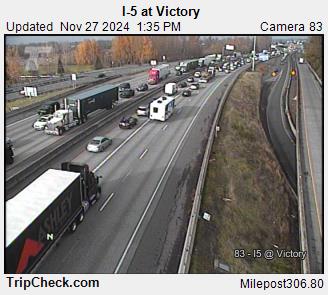 I-5 at Victory
Updated Nov 27 2024 1:35 PM Camera 83
ASHLEY
N
83 - I5 @ Victory
TripCheck.com Milepost306.80